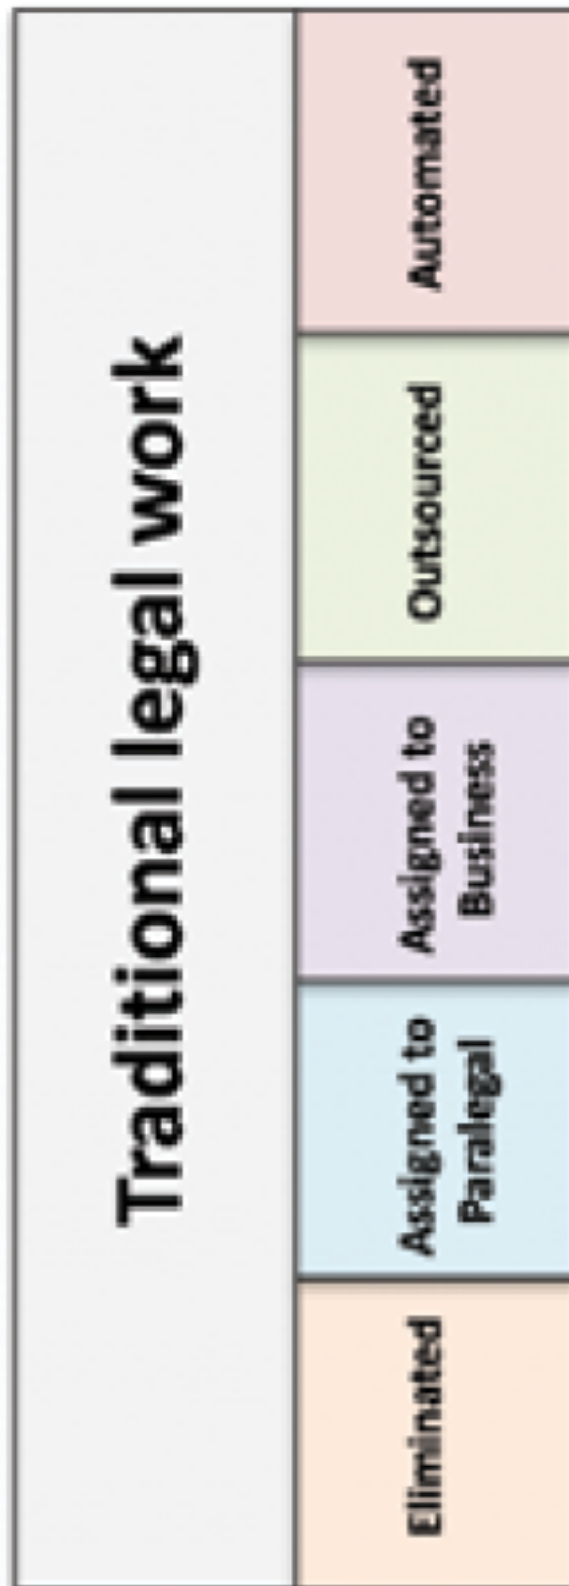 Traditional legal work
Eliminated
Assigned to
Paralegal
Assigned to
Business
Outsourced
Automated